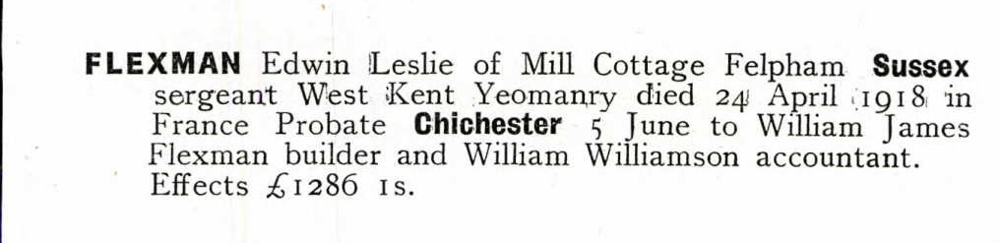 FLEXMAN Edwin Leslie of Mill Cottage Felpham Sussex
sergeant West Kent Yeomanry died 24 April 1918 in
France Probate Chichester 5 June to William James
Flexman builder and William Williamson accountant.
Effects £1286 1s.